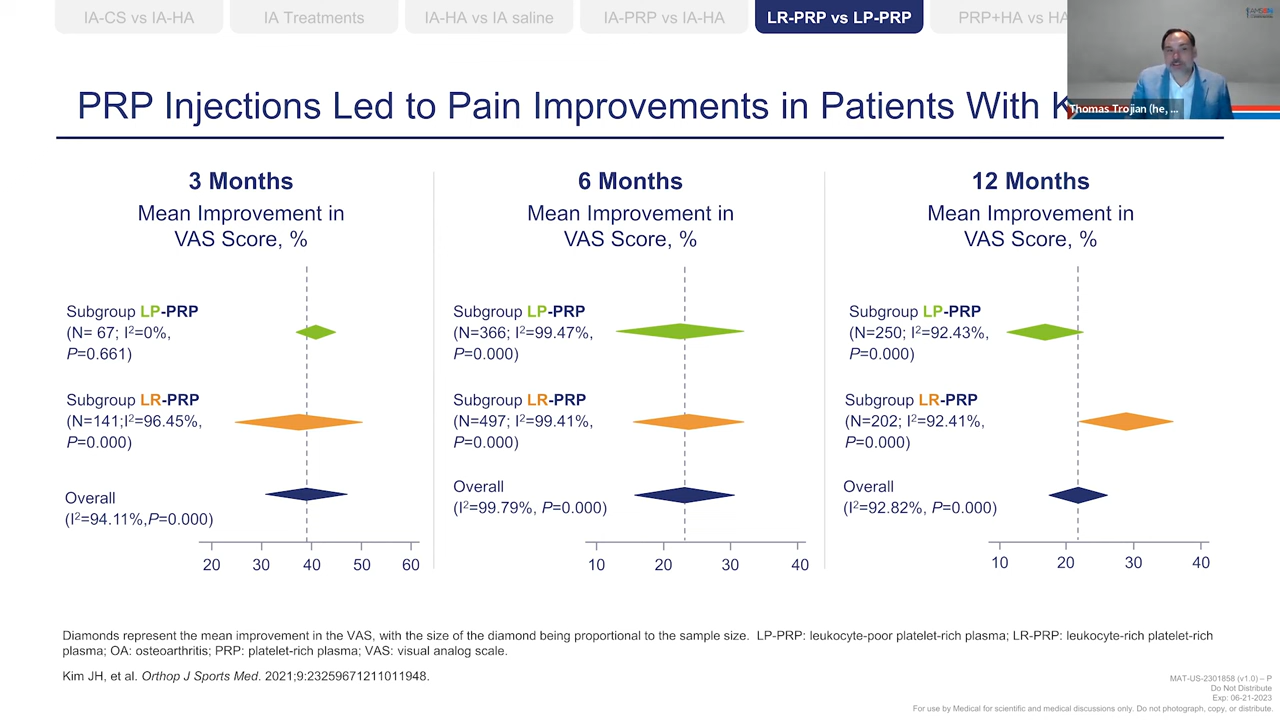 IA-CS vs IA-HA
IA Treatments
IA-HA vs IA saline
IA-PRP vs IA-HA
LR-PRP vs LP-PRP
PRP+HA vs HA
PRP Injections Led to Pain Improvements in Patients With
Thomas Trojian (he, ...
3 Months
Mean Improvement in
VAS Score, %
Subgroup LP-PRP
(N= 67; I²=0%,
P=0.661)
Subgroup LR-PRP
(N=141;I²=96.45%,
P=0.000)
Overall
(I²=94.11%,P=0.000)
20 30 40 50 60
6 Months
Mean Improvement in
VAS Score, %
Subgroup LP-PRP
(N=366; I²=99.47%,
P=0.000)
Subgroup LR-PRP
(N=497; I²=99.41%,
P=0.000)
Overall
(I²=99.79%, P=0.000)
10 20 30 40
12 Months
Mean Improvement in
VAS Score, %
Subgroup LP-PRP
(N=250; I²=92.43%,
P=0.000)
Subgroup LR-PRP
(N=202; I²=92.41%,
P=0.000)
Overall
(I²=92.82%, P=0.000)
10 20 30 40
Diamonds represent the mean improvement in the VAS, with the size of the diamond being proportional to the sample size. LP-PRP: leukocyte-poor platelet-rich plasma; LR-PRP: leukocyte-rich platelet-rich
plasma; OA: osteoarthritis; PRP: platelet-rich plasma; VAS: visual analog scale.
Kim JH, et al. Orthop J Sports Med. 2021;9:23259671211011948.
MAT-US-2301858 (v1.0) – P
Do Not Distribute
Exp: 06-21-2023
For use by Medical for scientific and medical discussions only. Do not photograph, copy, or distribute.